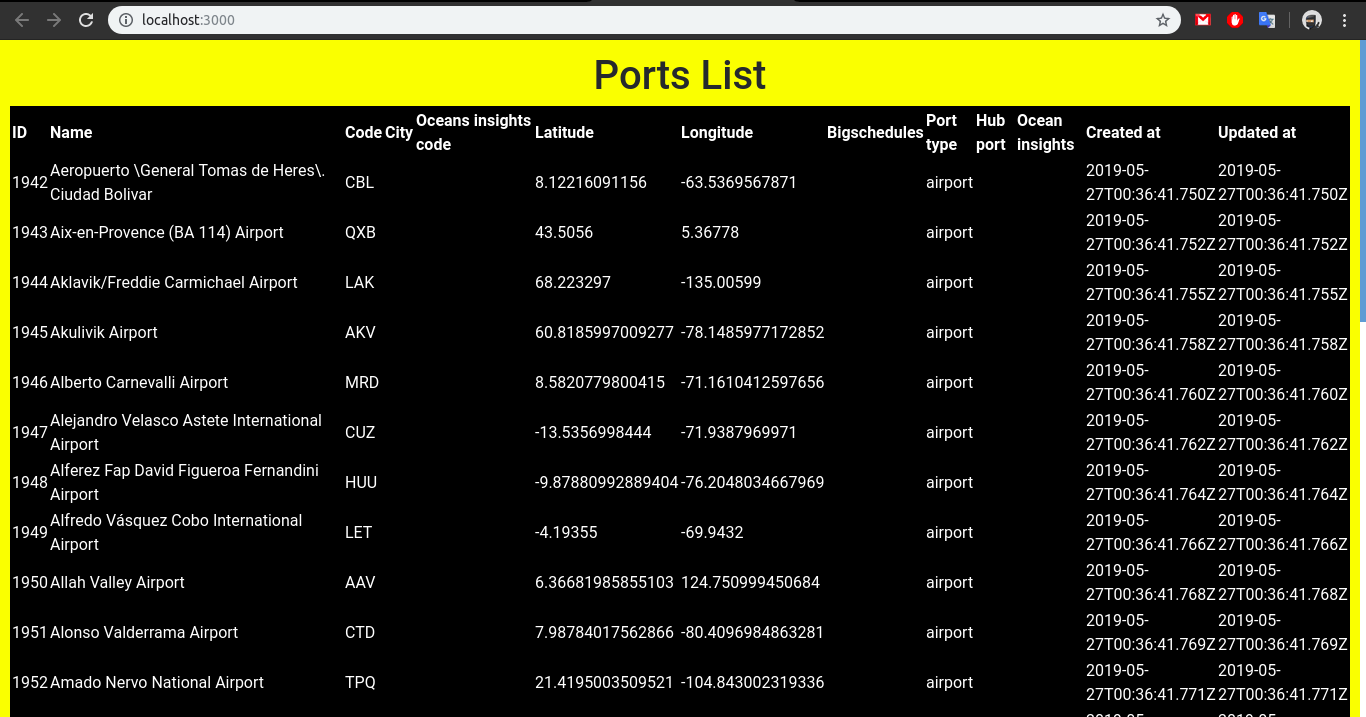 localhost:3000
Ports List
ID Name Code City Oceans insights code Latitude Longitude Bigschedules Port type Hub port Ocean insights Created at Updated at
1942 Aeropuerto \General Tomas de Heres\. Ciudad Bolivar CBL 8.12216091156 -63.5369567871 airport 2019-05-27T00:36:41.750Z 2019-05-27T00:36:41.750Z
1943 Aix-en-Provence (BA 114) Airport QXB 43.5056 5.36778 airport 2019-05-27T00:36:41.752Z 2019-05-27T00:36:41.752Z
1944 Aklavik/Freddie Carmichael Airport LAK 68.223297 -135.00599 airport 2019-05-27T00:36:41.755Z 2019-05-27T00:36:41.755Z
1945 Akulivik Airport AKV 60.8185997009277 -78.1485977172852 airport 2019-05-27T00:36:41.758Z 2019-05-27T00:36:41.758Z
1946 Alberto Carnevalli Airport MRD 8.5820779800415 -71.1610412597656 airport 2019-05-27T00:36:41.760Z 2019-05-27T00:36:41.760Z
1947 Alejandro Velasco Astete International Airport CUZ -13.5356998444 -71.9387969971 airport 2019-05-27T00:36:41.762Z 2019-05-27T00:36:41.762Z
1948 Alferez Fap David Figueroa Fernandini Airport HUU -9.87880992889404 -76.2048034667969 airport 2019-05-27T00:36:41.764Z 2019-05-27T00:36:41.764Z
1949 Alfredo Vásquez Cobo International Airport LET -4.19355 -69.9432 airport 2019-05-27T00:36:41.766Z 2019-05-27T00:36:41.766Z
1950 Allah Valley Airport AAV 6.36681985855103 124.750999450684 airport 2019-05-27T00:36:41.768Z 2019-05-27T00:36:41.768Z
1951 Alonso Valderrama Airport CTD 7.98784017562866 -80.4096984863281 airport 2019-05-27T00:36:41.769Z 2019-05-27T00:36:41.769Z
1952 Amado Nervo National Airport TPQ 21.4195003509521 -104.843002319336 airport 2019-05-27T00:36:41.771Z 2019-05-27T00:36:41.771Z